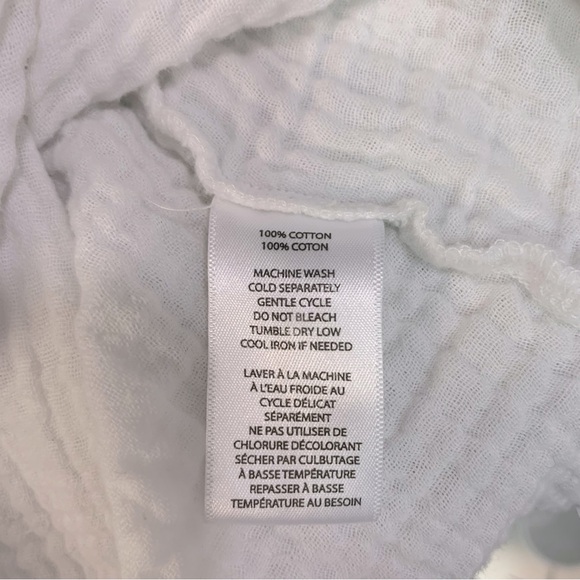 100% COTTON
100% COTON
MACHINE WASH
COLD SEPARATELY
GENTLE CYCLE
DO NOT BLEACH
TUMBLE DRY LOW
COOL IRON IF NEEDED
LAVER À LA MACHINE
À L'EAU FROIDE AU
CYCLE DÉLICAT
SÉPARÉMENT
NE PAS UTILISER DE
CHLORURE DÉCOLORANT
SÉCHER PAR CULBUTAGE
À BASSE TEMPÉRATURE
REPASSER À BASSE
TEMPÉRATURE AU BESOIN